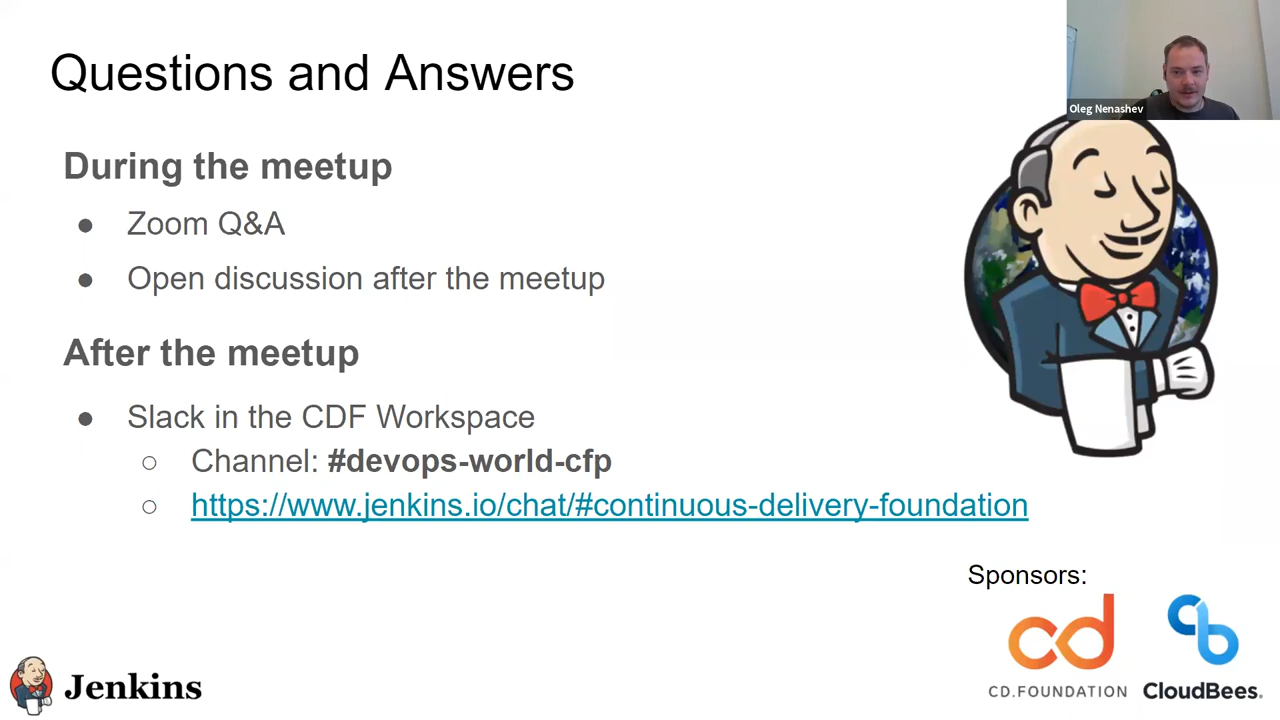 Questions and Answers
Oleg Nenashev
During the meetup
● Zoom Q&A
● Open discussion after the meetup
After the meetup
● Slack in the CDF Workspace
○ Channel: #devops-world-cfp
○ https://www.jenkins.io/chat/#continuous-delivery-foundation
Sponsors:
cd
CD.FOUNDATION
CloudBees.
Jenkins